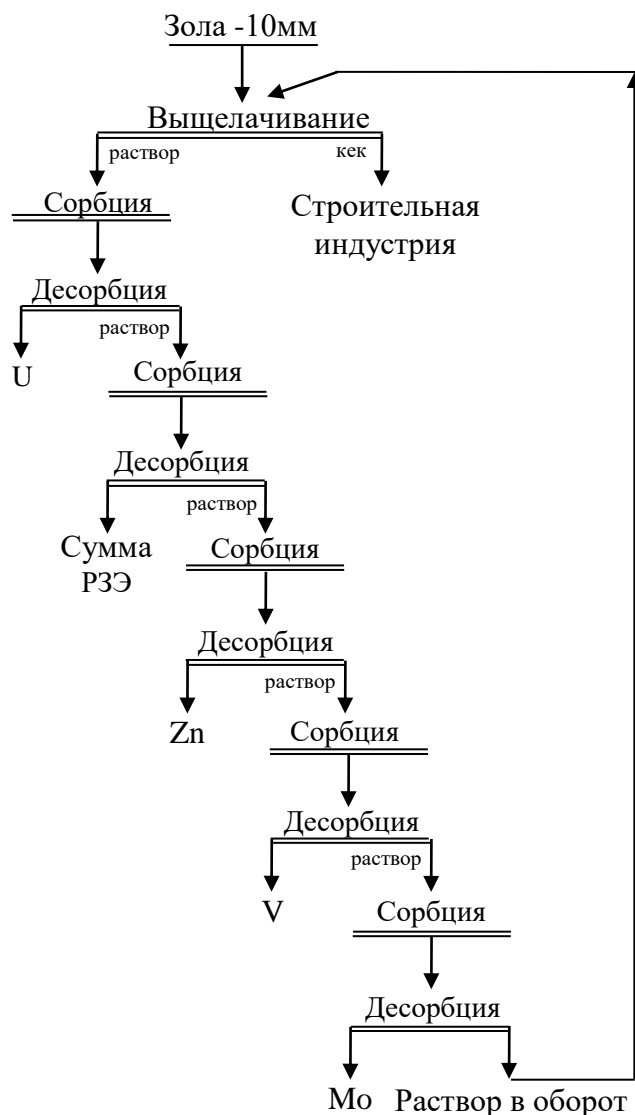 Зола -10мм
Выщелачивание
раствор
кек
Сорбция
Строительная
индустрия
Десорбция
раствор
U
Сорбция
Десорбция
раствор
Сумма
РЗЭ
Сорбция
Десорбция
раствор
Zn
Сорбция
Десорбция
раствор
V
Сорбция
Десорбция
Mo
Раствор в оборот